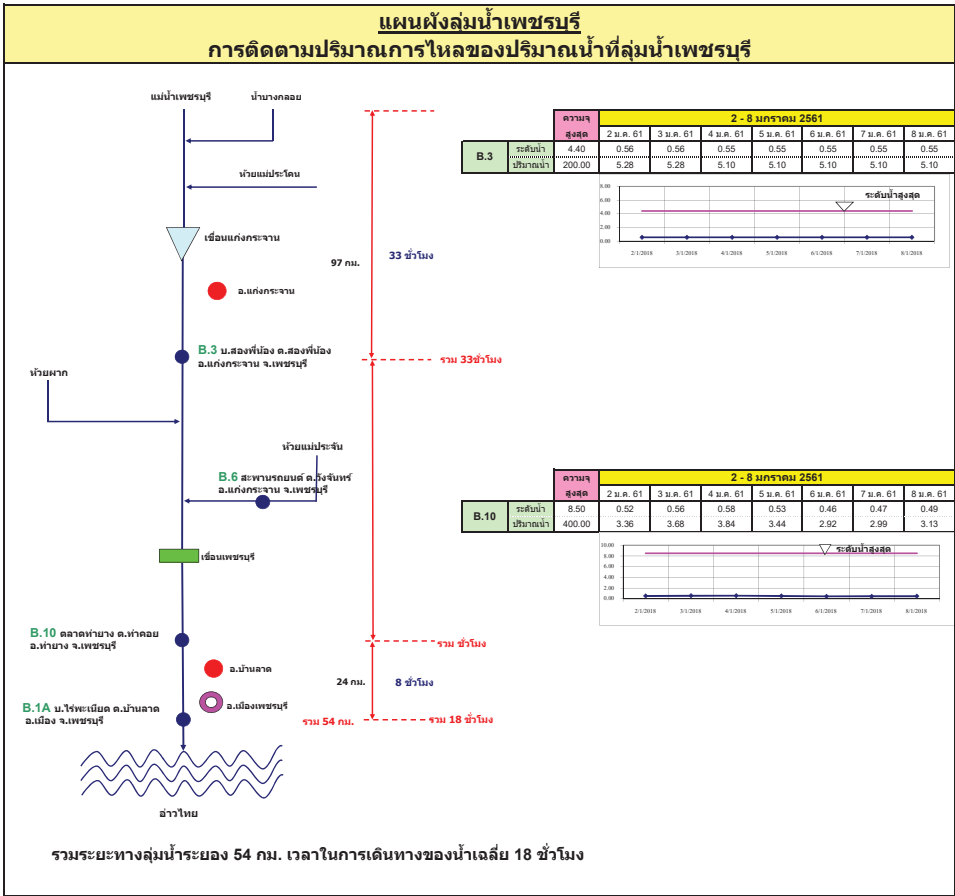 แผนผังลุ่มน้ำเพชรบุรี
การติดตามปริมาณการไหลของปริมาณน้ำที่ลุ่มน้ำเพชรบุรี
แม่น้ำเพชรบุรี น้ำบางกลอย
ห้วยแม่ประโดน
เขื่อนแก่งกระจาน
97 กม. 33 ชั่วโมง
อ.แก่งกระจาน
B.3 บ.สองพี่น้อง ต.สองพี่น้อง
อ.แก่งกระจาน จ.เพชรบุรี
รวม 33ชั่วโมง
ห้วยผาก
ห้วยแม่ประจัน
B.6 สะพานรถยนต์ ต.วังจันทร์
อ.แก่งกระจาน จ.เพชรบุรี
เขื่อนเพชรบุรี
B.10 ตลาดท่ายาง ต.ท่าคอย
อ.ท่ายาง จ.เพชรบุรี
รวม ชั่วโมง
อ.บ้านลาด
24 กม. 8 ชั่วโมง
อ.เมืองเพชรบุรี
B.1A บ.ไร่พะเนียด ต.บ้านลาด
อ.เมือง จ.เพชรบุรี
รวม 54 กม. รวม 18 ชั่วโมง
อ่าวไทย
รวมระยะทางลุ่มน้ำระยอง 54 กม. เวลาในการเดินทางของน้ำเฉลี่ย 18 ชั่วโมง
ความจุ 2 - 8 มกราคม 2561
สูงสุด 2 ม.ค. 61 3 ม.ค. 61 4 ม.ค. 61 5 ม.ค. 61 6 ม.ค. 61 7 ม.ค. 61 8 ม.ค. 61
B.3 ระดับน้ำ 4.40 0.56 0.56 0.55 0.55 0.55 0.55 0.55
ปริมาณน้ำ 200.00 5.28 5.28 5.10 5.10 5.10 5.10 5.10
ระดับน้ำสูงสุด
8.00
6.00
4.00
2.00
0.00
2/1/2018 3/1/2018 4/1/2018 5/1/2018 6/1/2018 7/1/2018 8/1/2018
ความจุ 2 - 8 มกราคม 2561
สูงสุด 2 ม.ค. 61 3 ม.ค. 61 4 ม.ค. 61 5 ม.ค. 61 6 ม.ค. 61 7 ม.ค. 61 8 ม.ค. 61
B.10 ระดับน้ำ 8.50 0.52 0.56 0.58 0.53 0.46 0.47 0.49
ปริมาณน้ำ 400.00 3.36 3.68 3.84 3.44 2.92 2.99 3.13
ระดับน้ำสูงสุด
10.00
8.00
6.00
4.00
2.00
0.00
2/1/2018 3/1/2018 4/1/2018 5/1/2018 6/1/2018 7/1/2018 8/1/2018